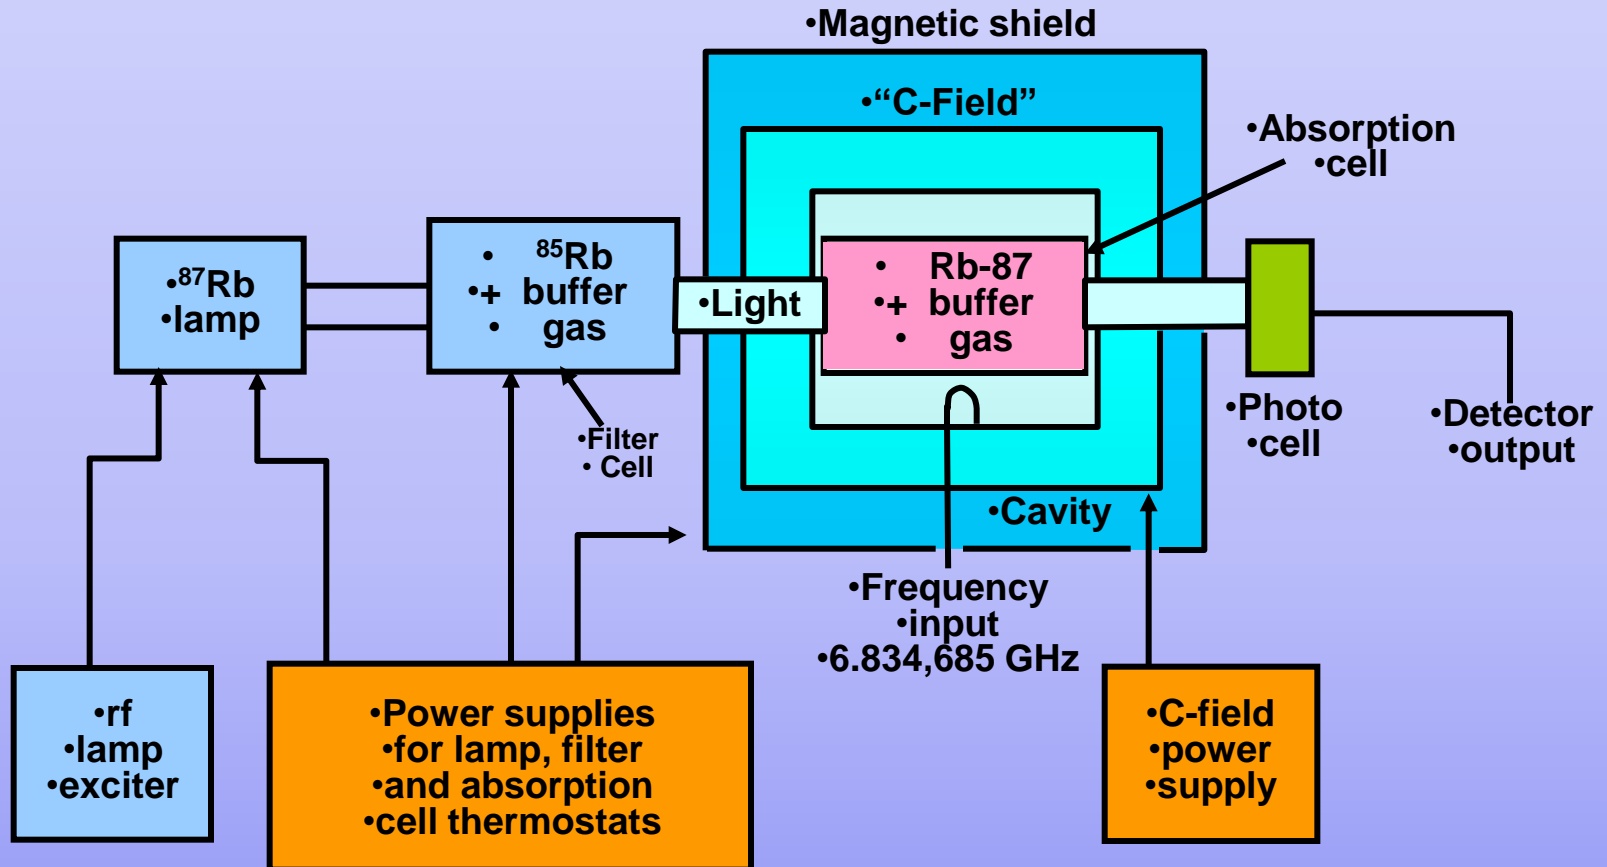 •Magnetic shield
•“C-Field”
•Absorption
•cell
•⁸⁷Rb
•lamp
• ⁸⁵Rb
•+ buffer
• gas
•Light
• Rb-87
•+ buffer
• gas
•Filter
• Cell
•Photo
•cell
•Detector
•output
•Cavity
•Frequency
•input
•6.834,685 GHz
•rf
•lamp
•exciter
•Power supplies
•for lamp, filter
•and absorption
•cell thermostats
•C-field
•power
•supply